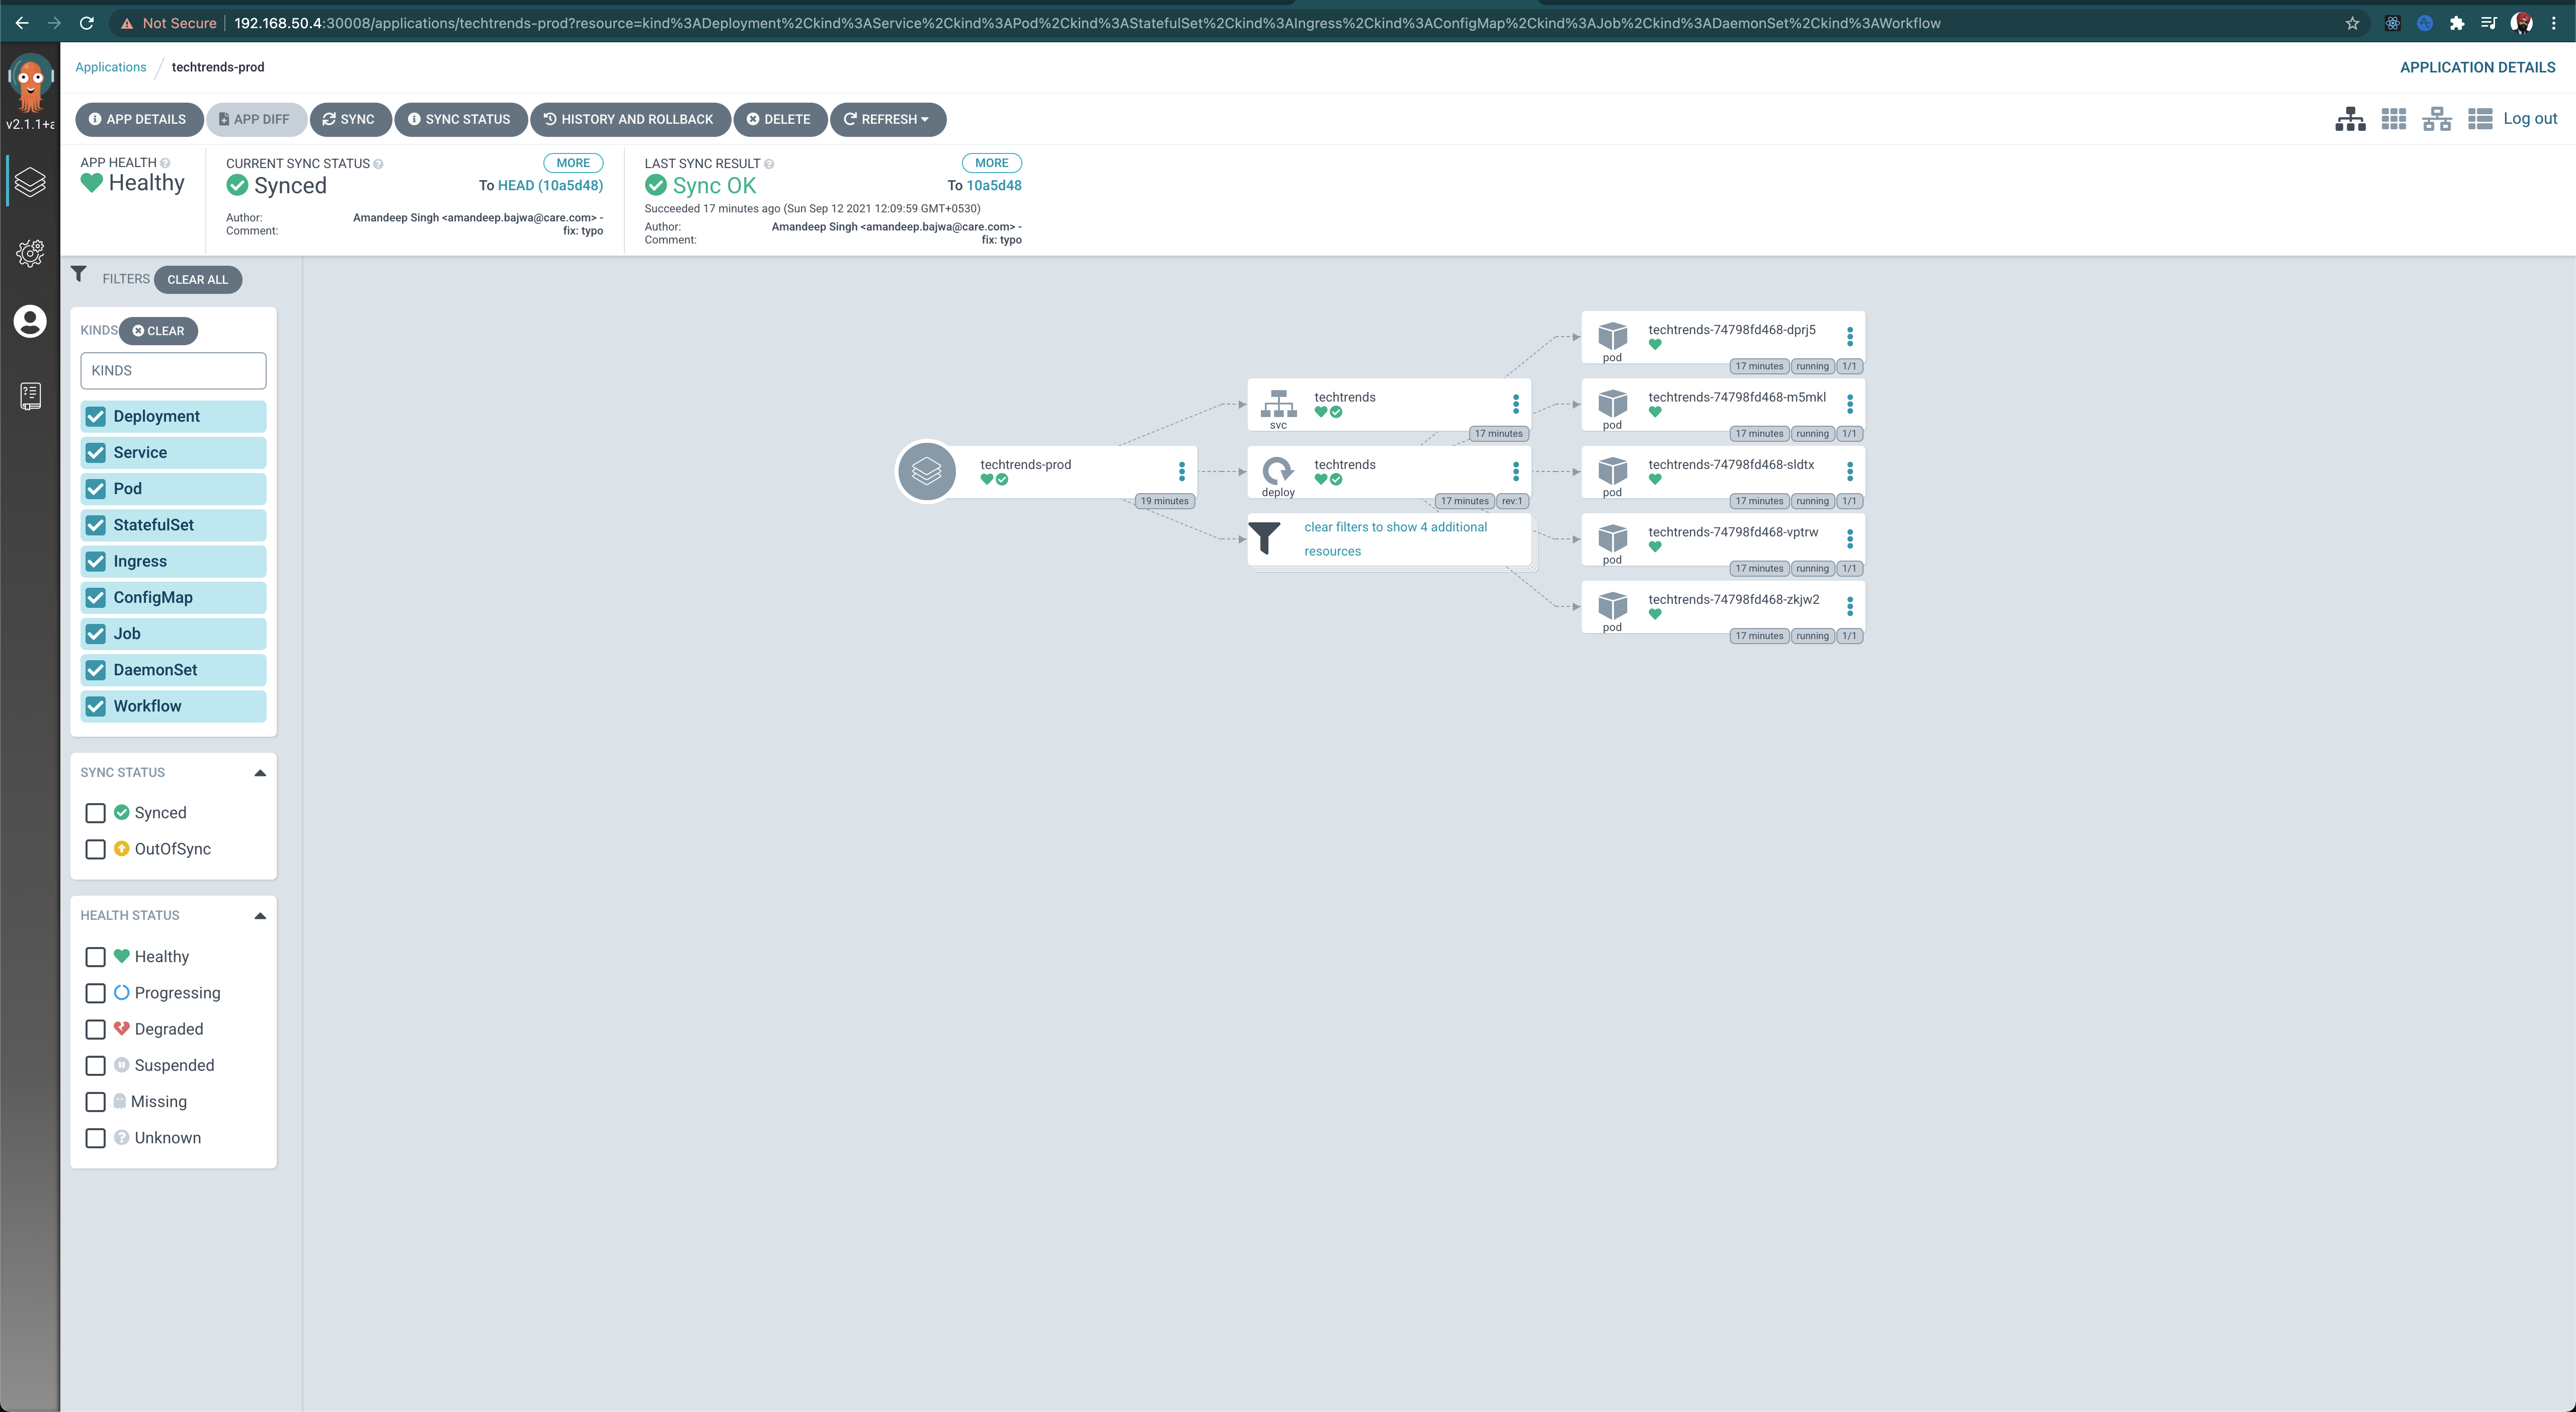 Not Secure
192.168.50.4:30008/applications/techtrends-prod?resource=kind%3ADeployment%2Ckind%3AService%2Ckind%3APod%2Ckind%3AStatefulSet%2Ckind%3AIngress%2Ckind%3AConfigMap%2Ckind%3AJob%2Ckind%3ADaemonSet%2Ckind%3AWorkflow
v2.1.1+a
Applications / techtrends-prod
APPLICATION DETAILS
APP DETAILS
APP DIFF
SYNC
SYNC STATUS
HISTORY AND ROLLBACK
DELETE
REFRESH
Log out
APP HEALTH
Healthy
CURRENT SYNC STATUS
MORE
Synced
To HEAD (10a5d48)
Author: Amandeep Singh <amandeep.bajwa@care.com> -
Comment: fix: typo
LAST SYNC RESULT
MORE
Sync OK
To 10a5d48
Succeeded 17 minutes ago (Sun Sep 12 2021 12:09:59 GMT+0530)
Author: Amandeep Singh <amandeep.bajwa@care.com> -
Comment: fix: typo
FILTERS
CLEAR ALL
KINDS
CLEAR
KINDS
Deployment
Service
Pod
StatefulSet
Ingress
ConfigMap
Job
DaemonSet
Workflow
SYNC STATUS
Synced
OutOfSync
HEALTH STATUS
Healthy
Progressing
Degraded
Suspended
Missing
Unknown
techtrends-prod
19 minutes
techtrends
svc
17 minutes
techtrends
deploy
17 minutes rev:1
clear filters to show 4 additional
resources
techtrends-74798fd468-dprj5
pod
17 minutes running 1/1
techtrends-74798fd468-m5mkl
pod
17 minutes running 1/1
techtrends-74798fd468-sldtx
pod
17 minutes running 1/1
techtrends-74798fd468-vptrw
pod
17 minutes running 1/1
techtrends-74798fd468-zkjw2
pod
17 minutes running 1/1